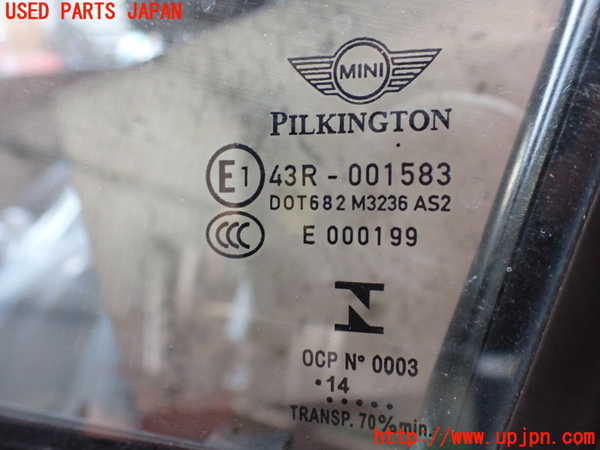 USED PARTS JAPAN
MINI
PILKINGTON
E1 43R - 001583
DOT682 M3236 AS2
CCC E 000199
OCP Nº 0003
•14
•••••
TRANSP. 70% min.
http://www.upjpn.com/